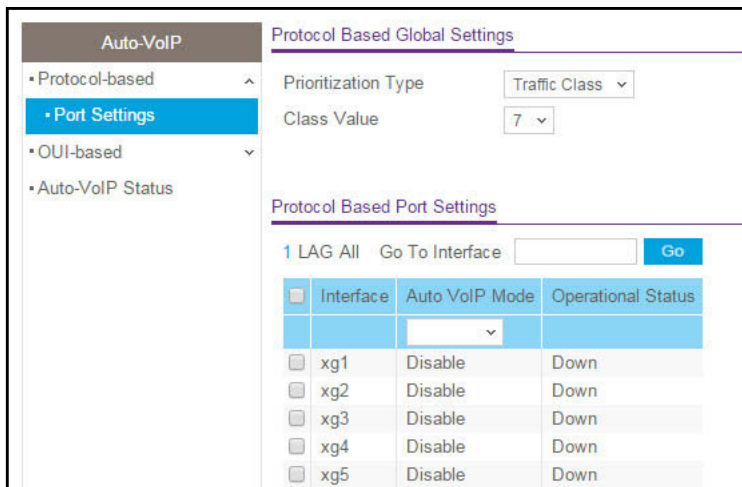 Auto-VoIP
▪ Protocol-based
▪ Port Settings
▪ OUI-based
▪ Auto-VoIP Status
Protocol Based Global Settings
Prioritization Type Traffic Class
Class Value 7
Protocol Based Port Settings
1 LAG All Go To Interface Go
Interface Auto VoIP Mode Operational Status
xg1 Disable Down
xg2 Disable Down
xg3 Disable Down
xg4 Disable Down
xg5 Disable Down